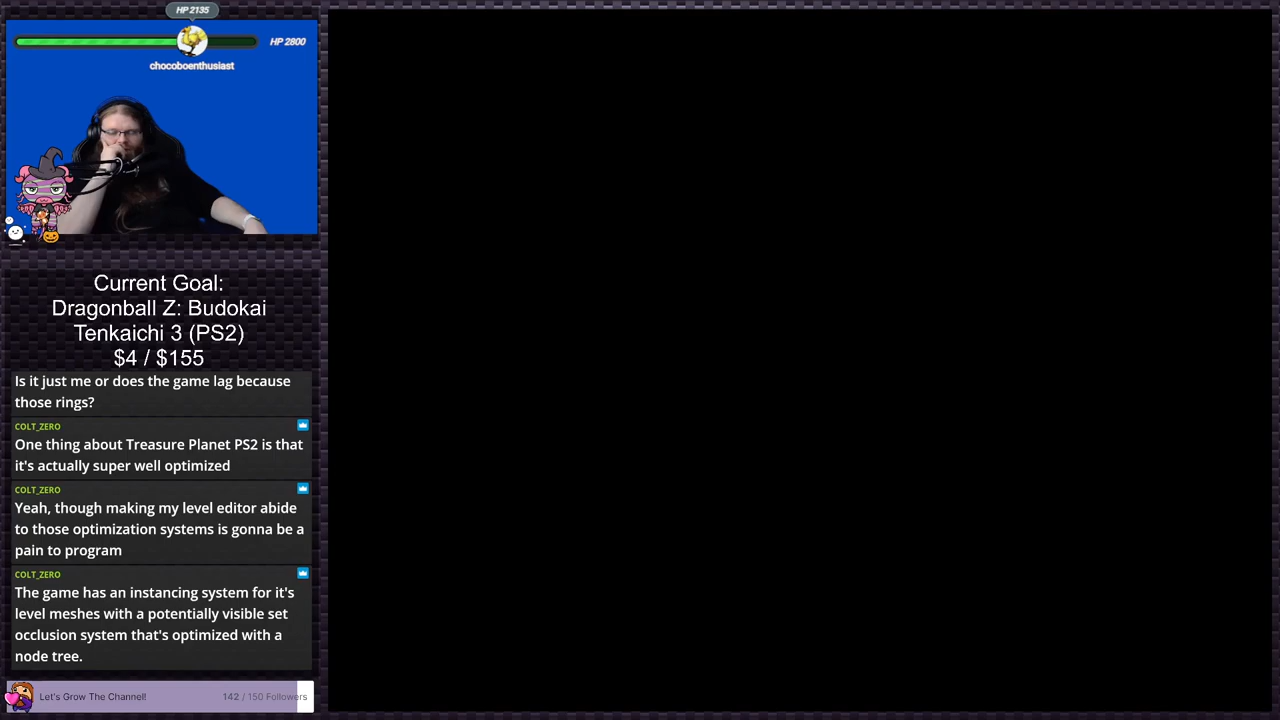 HP 2135
HP 2800
chocoboenthusiast
Current Goal:
Dragonball Z: Budokai
Tenkaichi 3 (PS2)
$4 / $155
Is it just me or does the game lag because
those rings?
COLT_ZERO
One thing about Treasure Planet PS2 is that
it's actually super well optimized
COLT_ZERO
Yeah, though making my level editor abide
to those optimization systems is gonna be a
pain to program
COLT_ZERO
The game has an instancing system for it's
level meshes with a potentially visible set
occlusion system that's optimized with a
node tree.
Let's Grow The Channel!
142 / 150 Followers